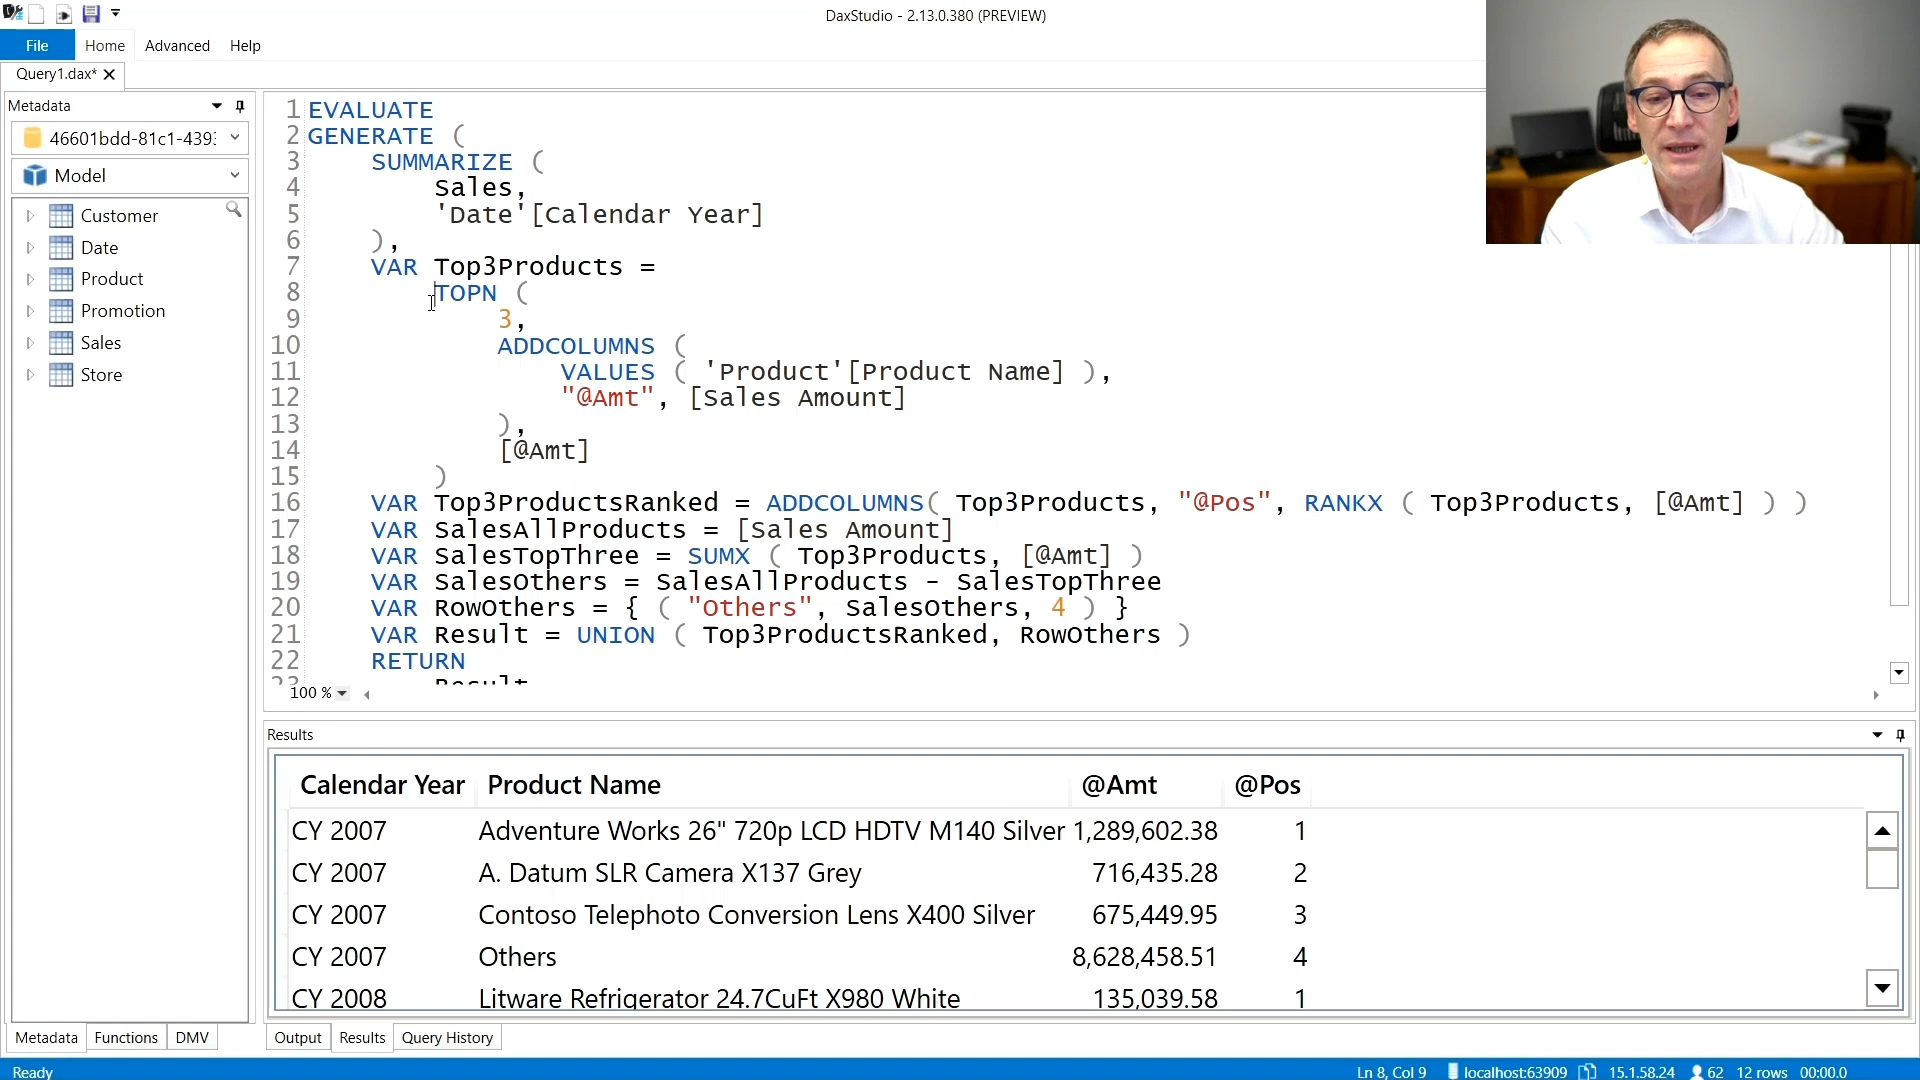 DaxStudio - 2.13.0.380 (PREVIEW)
File Home Advanced Help
Query1.dax*
Metadata
46601bdd-81c1-439
Model
Customer
Date
Product
Promotion
Sales
Store
1 EVALUATE
2 GENERATE (
3 SUMMARIZE (
4 Sales,
5 'Date'[Calendar Year]
6 ),
7 VAR Top3Products =
8 TOPN (
9 3,
10 ADDCOLUMNS (
11 VALUES ( 'Product'[Product Name] ),
12 "@Amt", [Sales Amount]
13 ),
14 [@Amt]
15 )
16 VAR Top3ProductsRanked = ADDCOLUMNS( Top3Products, "@Pos", RANKX ( Top3Products, [@Amt] ) )
17 VAR SalesAllProducts = [Sales Amount]
18 VAR SalesTopThree = SUMX ( Top3Products, [@Amt] )
19 VAR SalesOthers = SalesAllProducts - SalesTopThree
20 VAR RowOthers = { ( "Others", SalesOthers, 4 ) }
21 VAR Result = UNION ( Top3ProductsRanked, RowOthers )
22 RETURN
23 Result
100 %
Results
Calendar Year Product Name @Amt @Pos
CY 2007 Adventure Works 26" 720p LCD HDTV M140 Silver 1,289,602.38 1
CY 2007 A. Datum SLR Camera X137 Grey 716,435.28 2
CY 2007 Contoso Telephoto Conversion Lens X400 Silver 675,449.95 3
CY 2007 Others 8,628,458.51 4
CY 2008 Litware Refrigerator 24.7CuFt X980 White 135,039.58 1
Metadata Functions DMV
Output Results Query History
Ready
Ln 8, Col 9 localhost:63909 15.1.58.24 62 12 rows 00:00.0